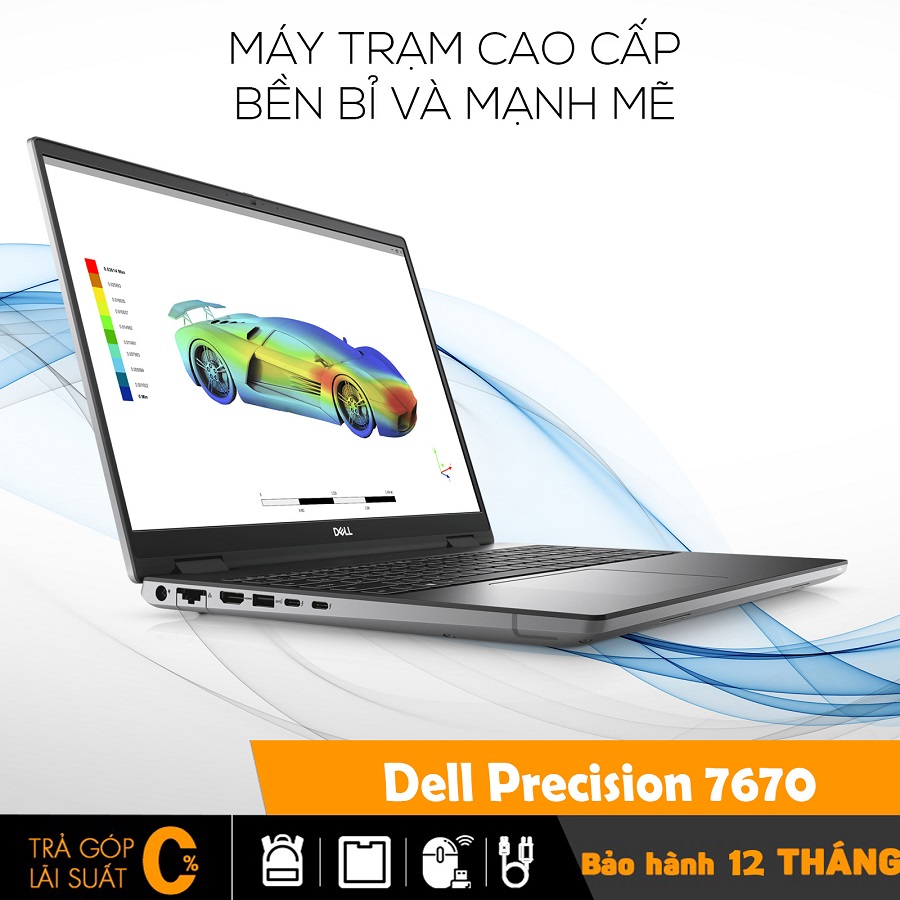 MÁY TRẠM CAO CẤP
BỀN BỈ VÀ MẠNH MẼ
DELL
Dell Precision 7670
TRẢ GÓP
LÃI SUẤT
0%
Bảo hành 12 THÁNG